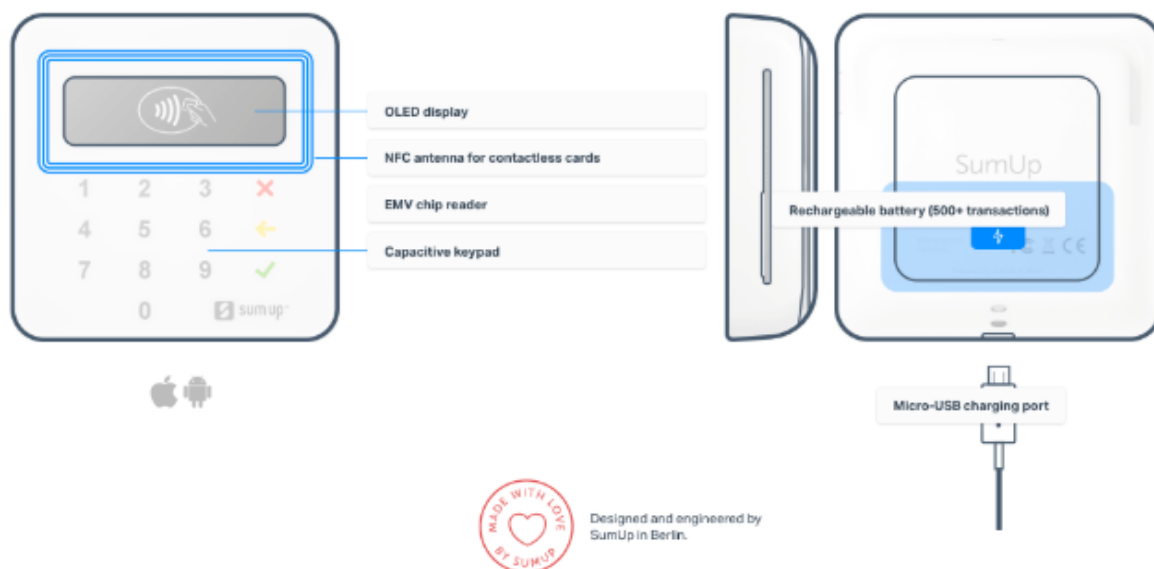 OLED display
NFC antenna for contactless cards
EMV chip reader
Capacitive keypad
1 2 3
4 5 6
7 8 9
0 sumup
SumUp
Rechargeable battery (500+ transactions)
CE
Micro-USB charging port
MADE WITH LOVE
BY SUMUP
Designed and engineered by
SumUp in Berlin.